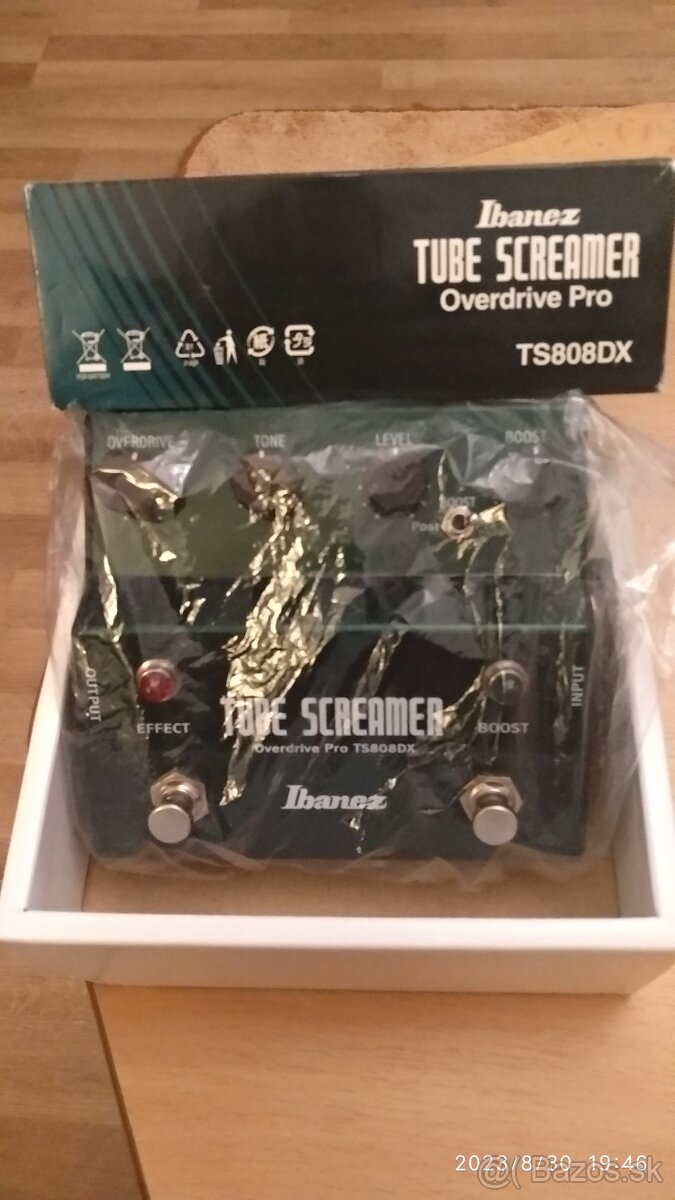 Ibanez
TUBE SCREAMER
Overdrive Pro
TS808DX
OVERDRIVE TONE LEVEL BOOST
BOOST
Post
OUTPUT
INPUT
EFFECT
BOOST
TUBE SCREAMER
Overdrive Pro TS808DX
Ibanez
2023/8/30 19:46
@( Bazos.sk